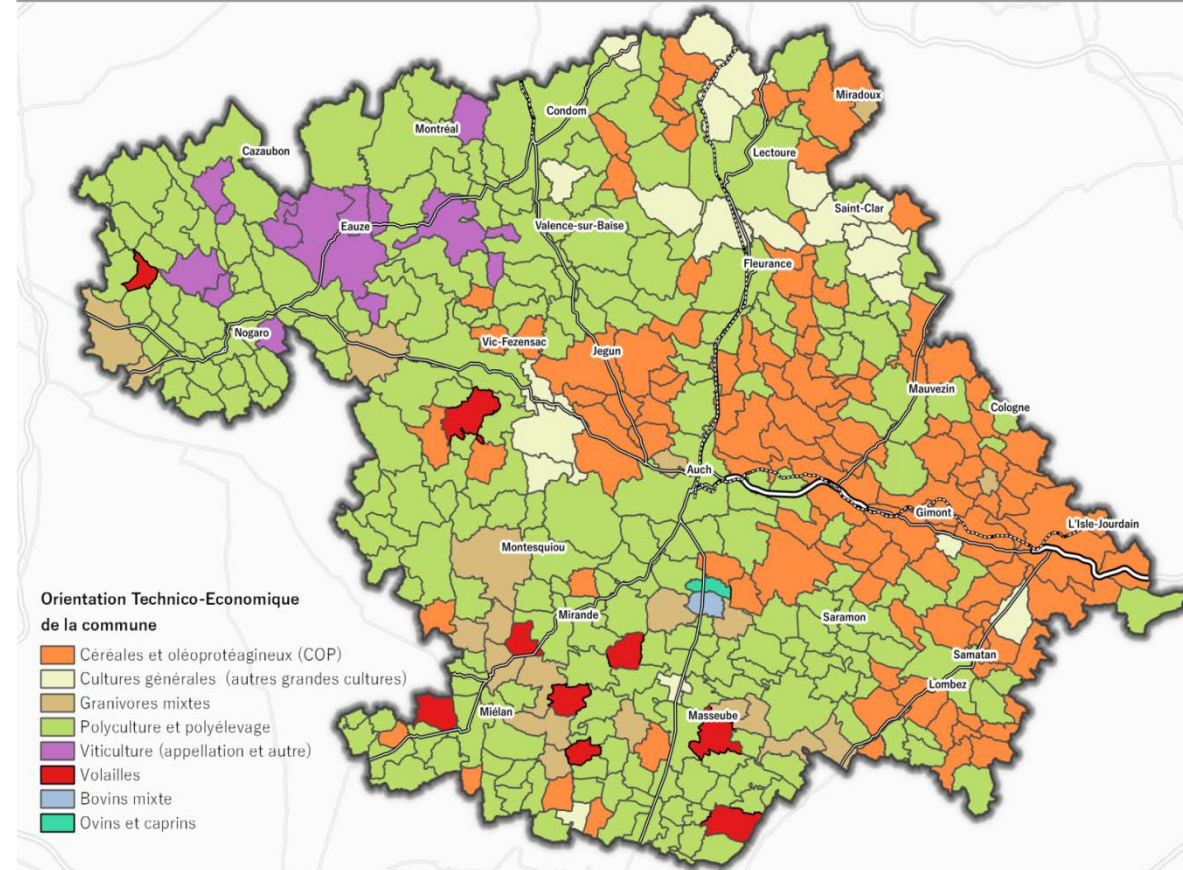 Miradoux
Condom
Montréal
Lectoure
Cazaubon
Saint-Clar
Eauze
Valence-sur-Baise
Fleurance
Nogaro
Vic-Fezensac
Jegun
Mauvezin
Cologne
Auch
Gimont
L'Isle-Jourdain
Montesquiou
Mirande
Saramon
Samatan
Lombez
Miélan
Masseube
Orientation Technico-Economique
de la commune
Céréales et oléoprotéagineux (COP)
Cultures générales (autres grandes cultures)
Granivores mixtes
Polyculture et polyélevage
Viticulture (appellation et autre)
Volailles
Bovins mixte
Ovins et caprins